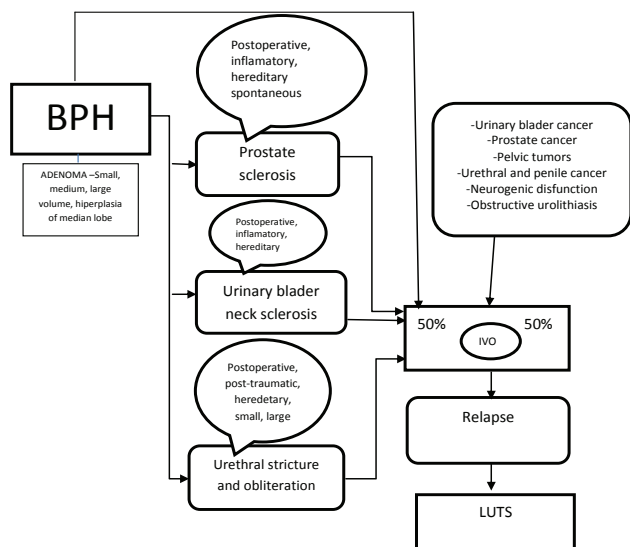 Postoperative,
inflamatory,
hereditary
spontaneous
BPH
ADENOMA –Small,
medium, large
volume, hiperplasia
of median lobe
Prostate
sclerosis
-Urinary bladder cancer
-Prostate cancer
-Pelvic tumors
-Urethral and penile cancer
-Neurogenic disfunction
-Obstructive urolithiasis
Postoperative,
inflamatory,
hereditary
Urinary blader
neck sclerosis
50%
50%
IVO
Postoperative,
post-traumatic,
heredetary,
small, large
Urethral stricture
and obliteration
Relapse
LUTS